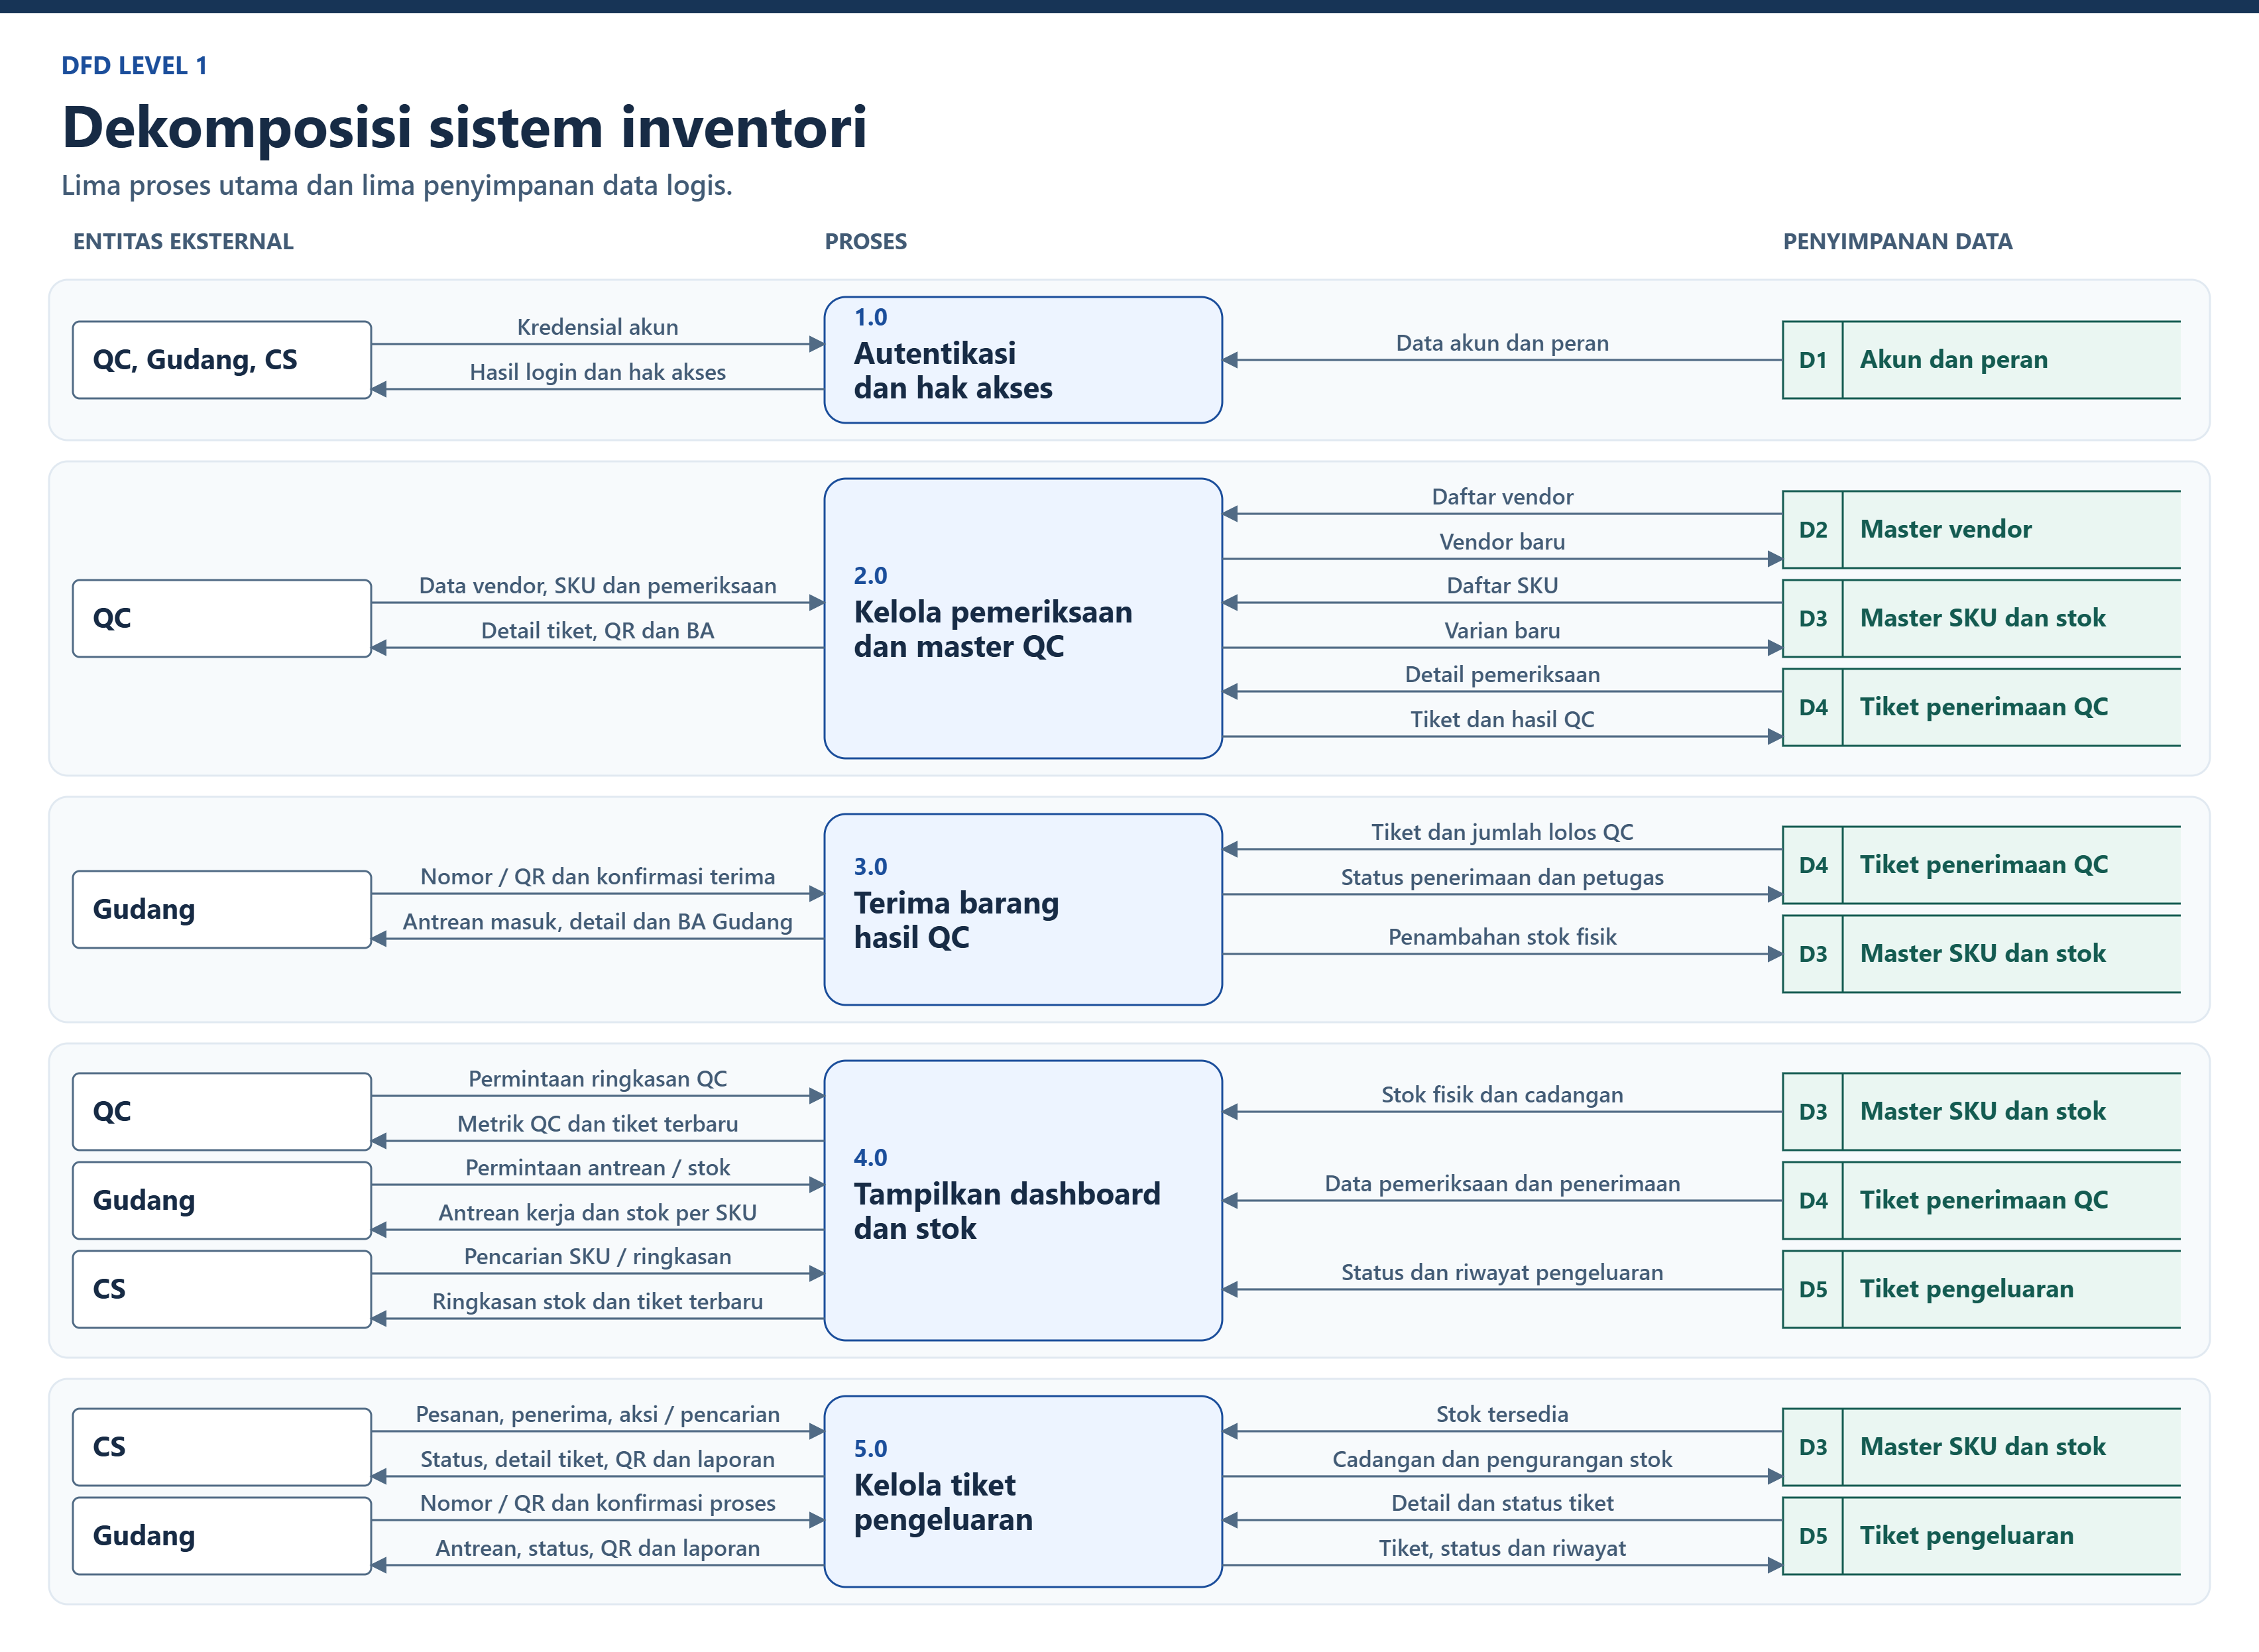 DFD LEVEL 1
Dekomposisi sistem inventori
Lima proses utama dan lima penyimpanan data logis.
ENTITAS EKSTERNAL
PROSES
PENYIMPANAN DATA
QC, Gudang, CS
Kredensial akun
Hasil login dan hak akses
1.0
Autentikasi
dan hak akses
Data akun dan peran
D1
Akun dan peran
QC
Data vendor, SKU dan pemeriksaan
Detail tiket, QR dan BA
2.0
Kelola pemeriksaan
dan master QC
Daftar vendor
Vendor baru
D2
Master vendor
Daftar SKU
Varian baru
D3
Master SKU dan stok
Detail pemeriksaan
Tiket dan hasil QC
D4
Tiket penerimaan QC
Gudang
Nomor / QR dan konfirmasi terima
Antrean masuk, detail dan BA Gudang
3.0
Terima barang
hasil QC
Tiket dan jumlah lolos QC
Status penerimaan dan petugas
D4
Tiket penerimaan QC
Penambahan stok fisik
D3
Master SKU dan stok
QC
Permintaan ringkasan QC
Metrik QC dan tiket terbaru
Gudang
Permintaan antrean / stok
Antrean kerja dan stok per SKU
CS
Pencarian SKU / ringkasan
Ringkasan stok dan tiket terbaru
4.0
Tampilkan dashboard
dan stok
Stok fisik dan cadangan
D3
Master SKU dan stok
Data pemeriksaan dan penerimaan
D4
Tiket penerimaan QC
Status dan riwayat pengeluaran
D5
Tiket pengeluaran
CS
Pesanan, penerima, aksi / pencarian
Status, detail tiket, QR dan laporan
Gudang
Nomor / QR dan konfirmasi proses
Antrean, status, QR dan laporan
5.0
Kelola tiket
pengeluaran
Stok tersedia
Cadangan dan pengurangan stok
D3
Master SKU dan stok
Detail dan status tiket
Tiket, status dan riwayat
D5
Tiket pengeluaran